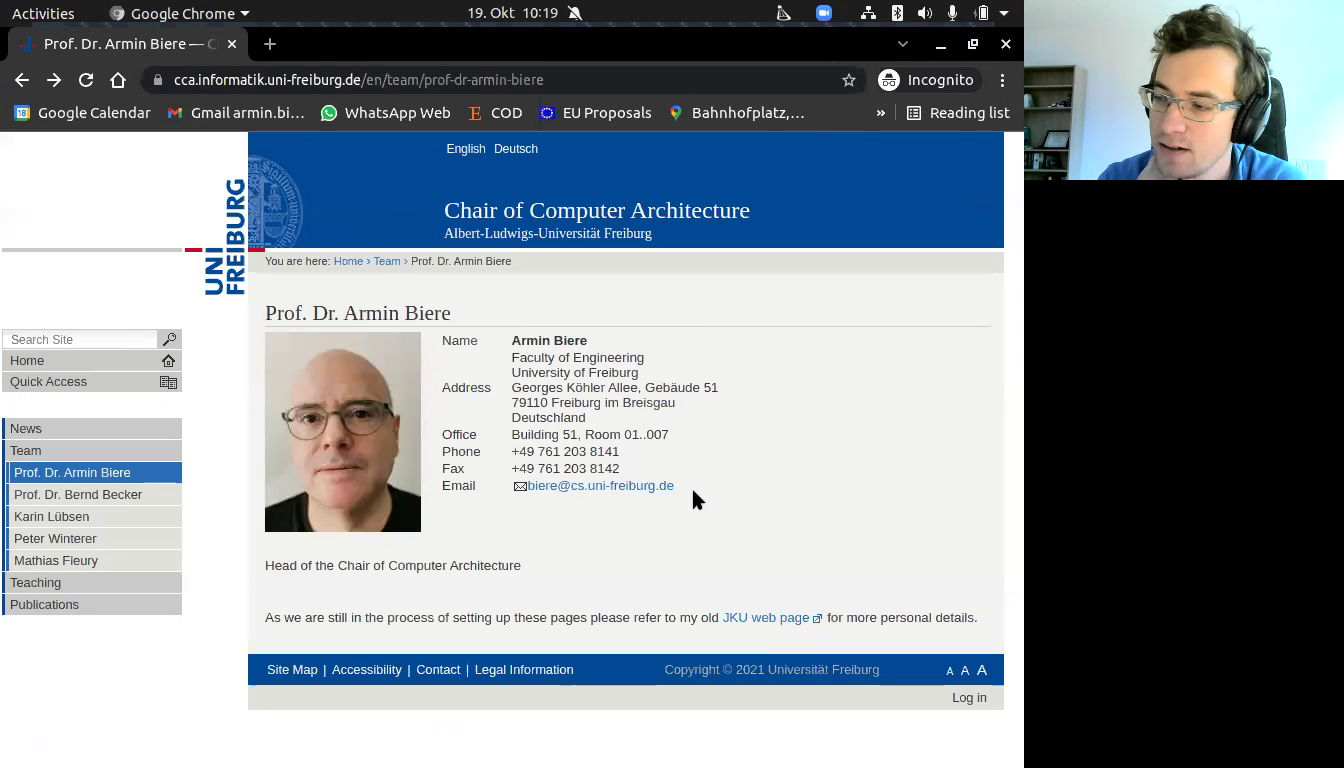 Activities
Google Chrome
19. Okt 10:19
Prof. Dr. Armin Biere — C
cca.informatik.uni-freiburg.de/en/team/prof-dr-armin-biere
Incognito
Google Calendar
Gmail armin.bi...
WhatsApp Web
COD
EU Proposals
Bahnhofplatz,...
»
Reading list
English Deutsch
UNI
FREIBURG
Chair of Computer Architecture
Albert-Ludwigs-Universität Freiburg
You are here: Home › Team › Prof. Dr. Armin Biere
Search Site
Home
Quick Access
News
Team
Prof. Dr. Armin Biere
Prof. Dr. Bernd Becker
Karin Lübsen
Peter Winterer
Mathias Fleury
Teaching
Publications
Prof. Dr. Armin Biere
Name Armin Biere
Faculty of Engineering
University of Freiburg
Address Georges Köhler Allee, Gebäude 51
79110 Freiburg im Breisgau
Deutschland
Office Building 51, Room 01..007
Phone +49 761 203 8141
Fax +49 761 203 8142
Email biere@cs.uni-freiburg.de
Head of the Chair of Computer Architecture
As we are still in the process of setting up these pages please refer to my old JKU web page for more personal details.
Site Map | Accessibility | Contact | Legal Information
Copyright © 2021 Universität Freiburg
A A A
Log in